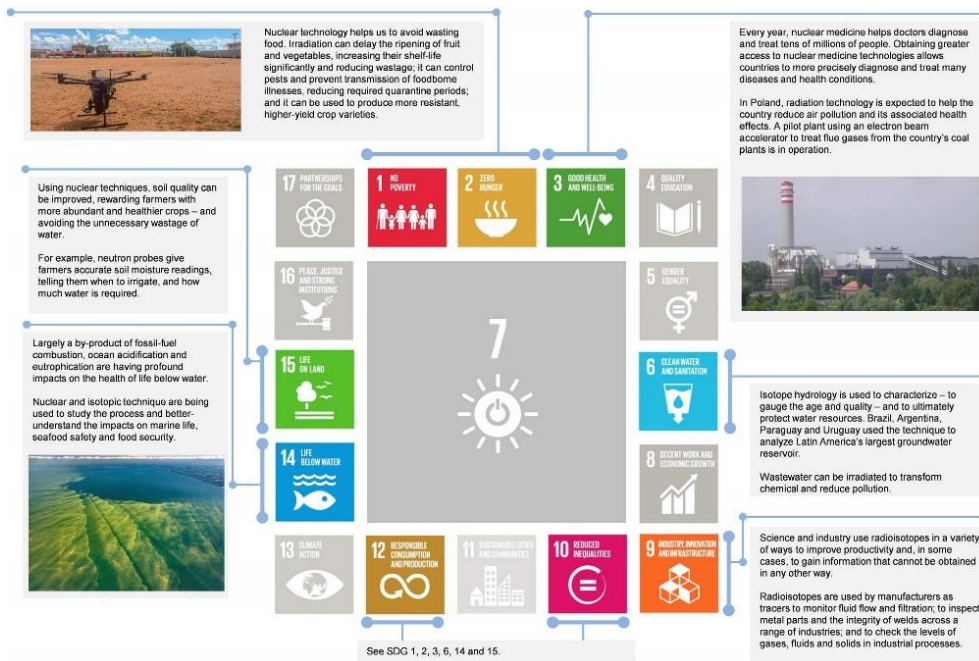 Nuclear technology helps us to avoid wasting
food. Irradiation can delay the ripening of fruit
and vegetables, increasing their shelf-life
significantly and reducing wastage; it can control
pests and prevent transmission of foodborne
illnesses, reducing required quarantine periods;
and it can be used to produce more resistant,
higher-yield crop varieties.
Every year, nuclear medicine helps doctors diagnose
and treat tens of millions of people. Obtaining greater
access to nuclear medicine technologies allows
countries to more precisely diagnose and treat many
diseases and health conditions.
In Poland, radiation technology is expected to help the
country reduce air pollution and its associated health
effects. A pilot plant using an electron beam
accelerator to treat flue gases from the country's coal
plants is in operation.
Using nuclear techniques, soil quality can
be improved, rewarding farmers with
more abundant and healthier crops – and
avoiding the unnecessary wastage of
water.
For example, neutron probes give
farmers accurate soil moisture readings,
telling them when to irrigate, and how
much water is required.
Largely a by-product of fossil-fuel
combustion, ocean acidification and
eutrophication are having profound
impacts on the health of life below water.
Nuclear and isotopic technique are being
used to study the process and better-
understand the impacts on marine life,
seafood safety and food security.
17 PARTNERSHIPS
FOR THE GOALS
1 NO
POVERTY
2 ZERO
HUNGER
3 GOOD HEALTH
AND WELL-BEING
4 QUALITY
EDUCATION
16 PEACE, JUSTICE
AND STRONG
INSTITUTIONS
7
5 GENDER
EQUALITY
15 LIFE
ON LAND
6 CLEAN WATER
AND SANITATION
14 LIFE
BELOW WATER
8 DECENT WORK AND
ECONOMIC GROWTH
13 CLIMATE
ACTION
12 RESPONSIBLE
CONSUMPTION
AND PRODUCTION
11 SUSTAINABLE CITIES
AND COMMUNITIES
10 REDUCED
INEQUALITIES
9 INDUSTRY, INNOVATION
AND INFRASTRUCTURE
Isotope hydrology is used to characterize – to
gauge the age and quality – and to ultimately
protect water resources. Brazil, Argentina,
Paraguay and Uruguay used the technique to
analyze Latin America's largest groundwater
reservoir.
Wastewater can be irradiated to transform
chemical and reduce pollution.
Science and industry use radioisotopes in a variety
of ways to improve productivity and, in some
cases, to gain information that cannot be obtained
in any other way.
Radioisotopes are used by manufacturers as
tracers to monitor fluid flow and filtration; to inspect
metal parts and the integrity of welds across a
range of industries; and to check the levels of
gases, fluids and solids in industrial processes.
See SDG 1, 2, 3, 6, 14 and 15.